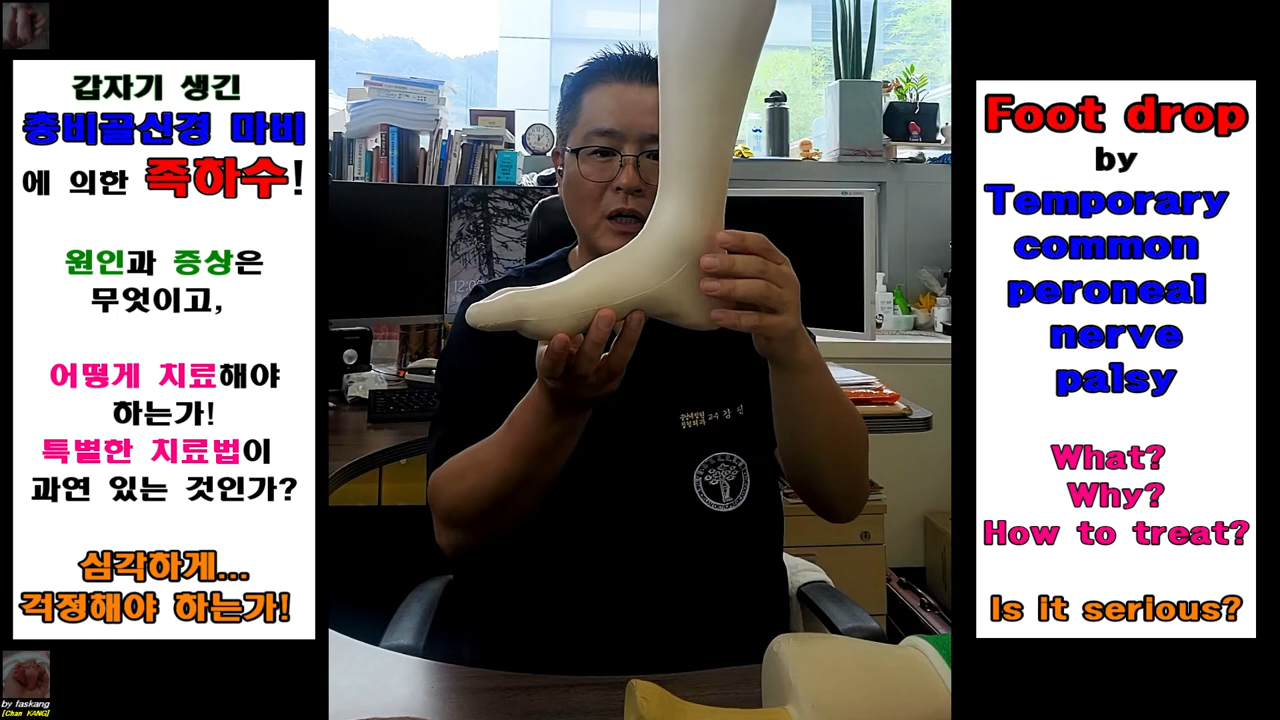 갑자기 생긴
총비골신경 마비
에 의한 족하수!
원인과 증상은
무엇이고,
어떻게 치료해야
하는가!
특별한 치료법이
과연 있는 것인가?
심각하게...
걱정해야 하는가!
by faskang
[Chan KANG]
Foot drop
by
Temporary
common
peroneal
nerve
palsy
What?
Why?
How to treat?
Is it serious?